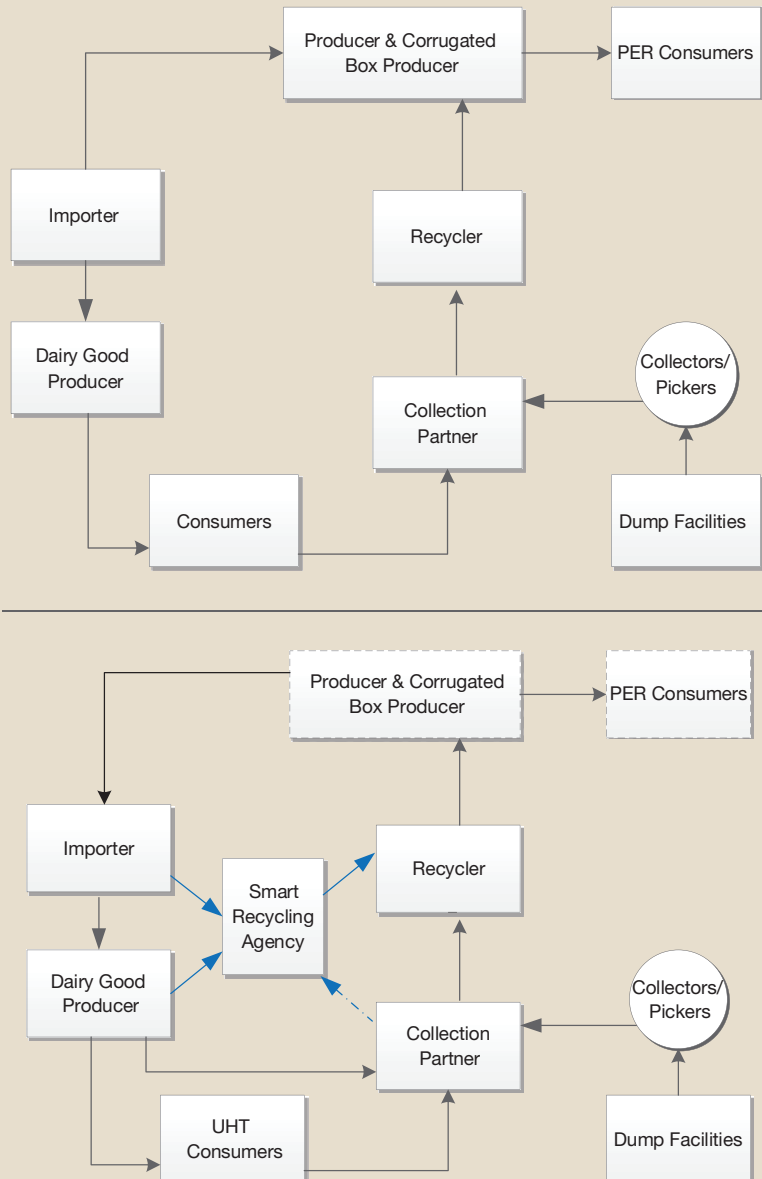 Producer & Corrugated
Box Producer
PER Consumers
Importer
Recycler
Dairy Good
Producer
Collectors/
Pickers
Collection
Partner
Consumers
Dump Facilities
Producer & Corrugated
Box Producer
PER Consumers
Importer
Recycler
Smart
Recycling
Agency
Dairy Good
Producer
Collectors/
Pickers
Collection
Partner
UHT
Consumers
Dump Facilities